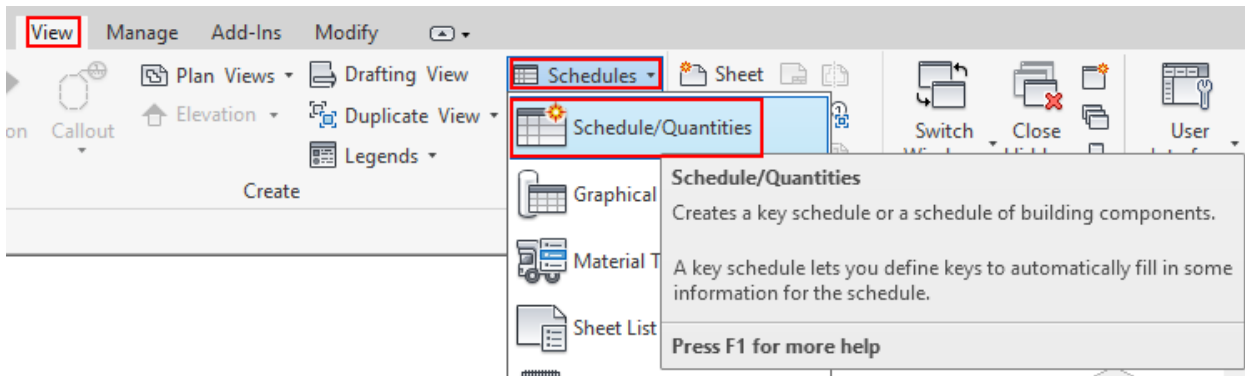 View Manage Add-Ins Modify
Plan Views Drafting View Schedules Sheet
on Callout Elevation Duplicate View Schedule/Quantities Switch Close User
Legends
Create
Schedule/Quantities
Graphical
Creates a key schedule or a schedule of building components.
Material T
A key schedule lets you define keys to automatically fill in some
information for the schedule.
Sheet List
Press F1 for more help